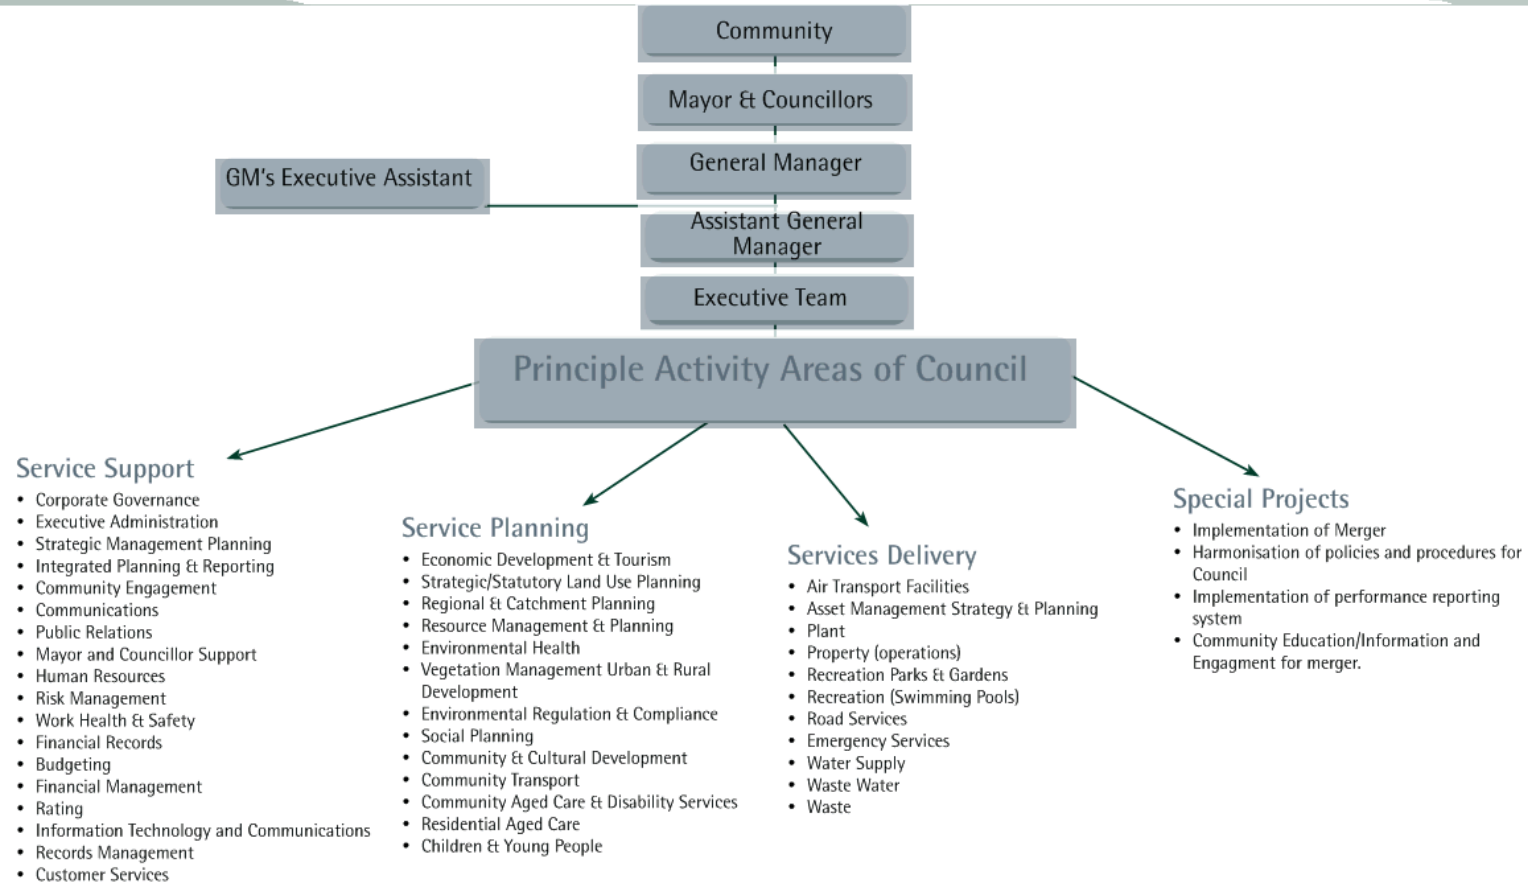 Community
Mayor & Councillors
General Manager
GM's Executive Assistant
Assistant General
Manager
Executive Team
Principle Activity Areas of Council
Service Support
• Corporate Governance
• Executive Administration
• Strategic Management Planning
• Integrated Planning & Reporting
• Community Engagement
• Communications
• Public Relations
• Mayor and Councillor Support
• Human Resources
• Risk Management
• Work Health & Safety
• Financial Records
• Budgeting
• Financial Management
• Rating
• Information Technology and Communications
• Records Management
• Customer Services
Service Planning
• Economic Development & Tourism
• Strategic/Statutory Land Use Planning
• Regional & Catchment Planning
• Resource Management & Planning
• Environmental Health
• Vegetation Management Urban & Rural
Development
• Environmental Regulation & Compliance
• Social Planning
• Community & Cultural Development
• Community Transport
• Community Aged Care & Disability Services
• Residential Aged Care
• Children & Young People
Services Delivery
• Air Transport Facilities
• Asset Management Strategy & Planning
• Plant
• Property (operations)
• Recreation Parks & Gardens
• Recreation (Swimming Pools)
• Road Services
• Emergency Services
• Water Supply
• Waste Water
• Waste
Special Projects
• Implementation of Merger
• Harmonisation of policies and procedures for
Council
• Implementation of performance reporting
system
• Community Education/Information and
Engagment for merger.